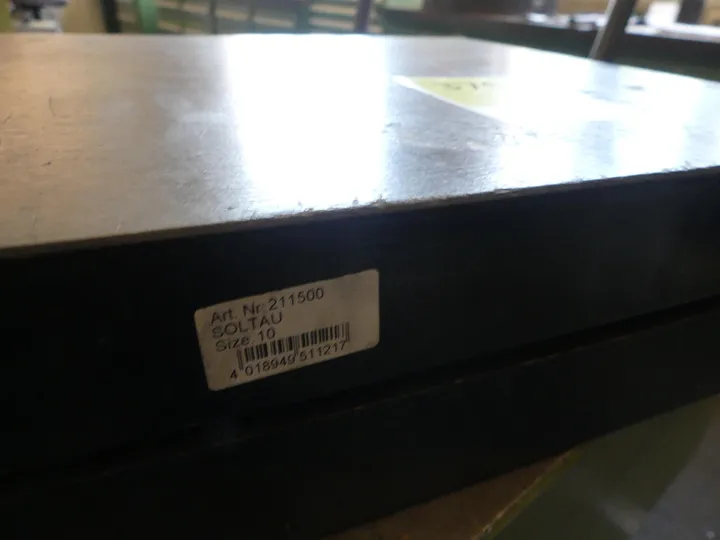 Art. Nr. 211500
SOLTAU
Size: 10
4 018949 511217